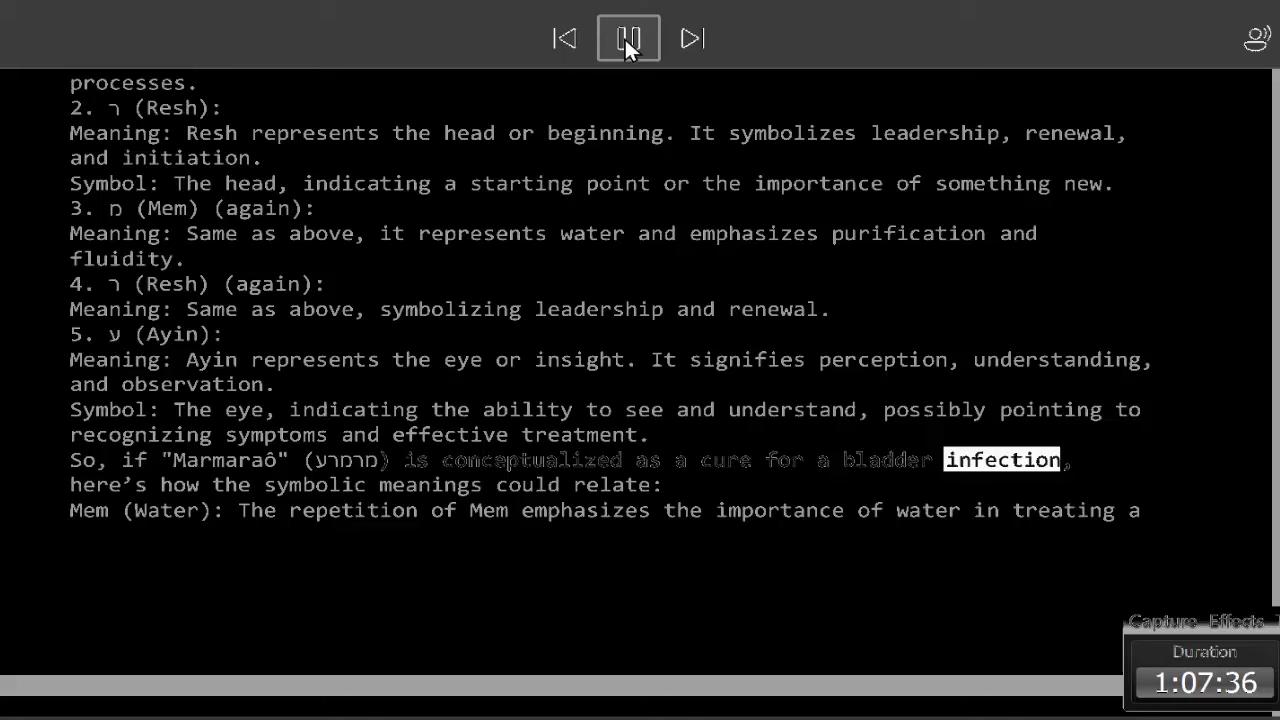 processes.
2. ר (Resh):
Meaning: Resh represents the head or beginning. It symbolizes leadership, renewal,
and initiation.
Symbol: The head, indicating a starting point or the importance of something new.
3. מ (Mem) (again):
Meaning: Same as above, it represents water and emphasizes purification and
fluidity.
4. ר (Resh) (again):
Meaning: Same as above, symbolizing leadership and renewal.
5. ע (Ayin):
Meaning: Ayin represents the eye or insight. It signifies perception, understanding,
and observation.
Symbol: The eye, indicating the ability to see and understand, possibly pointing to
recognizing symptoms and effective treatment.
So, if "Marmaraô" (מרמרע) is conceptualized as a cure for a bladder infection,
here’s how the symbolic meanings could relate:
Mem (Water): The repetition of Mem emphasizes the importance of water in treating a
Capture Effects
Duration
1:07:36